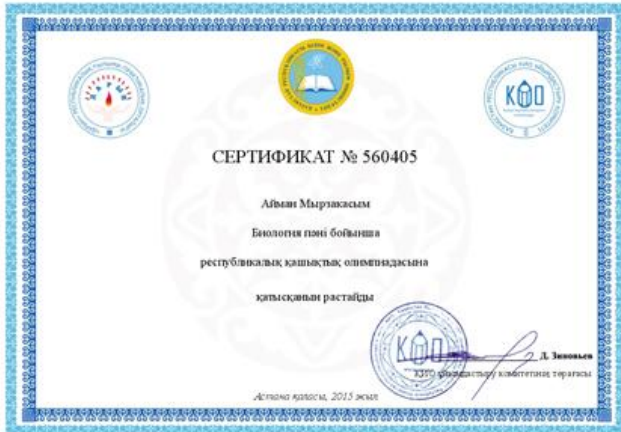 СЕРТИФИКАТ № 560405
Айман Мырзакасым
Биология пәні бойынша
республикалық қашықтық олимпиадасына
қатысқанын растайды
Д. Зиновьев
ҚИО ұйымдастыру комитетінің төрағасы
Астана қаласы, 2015 жыл